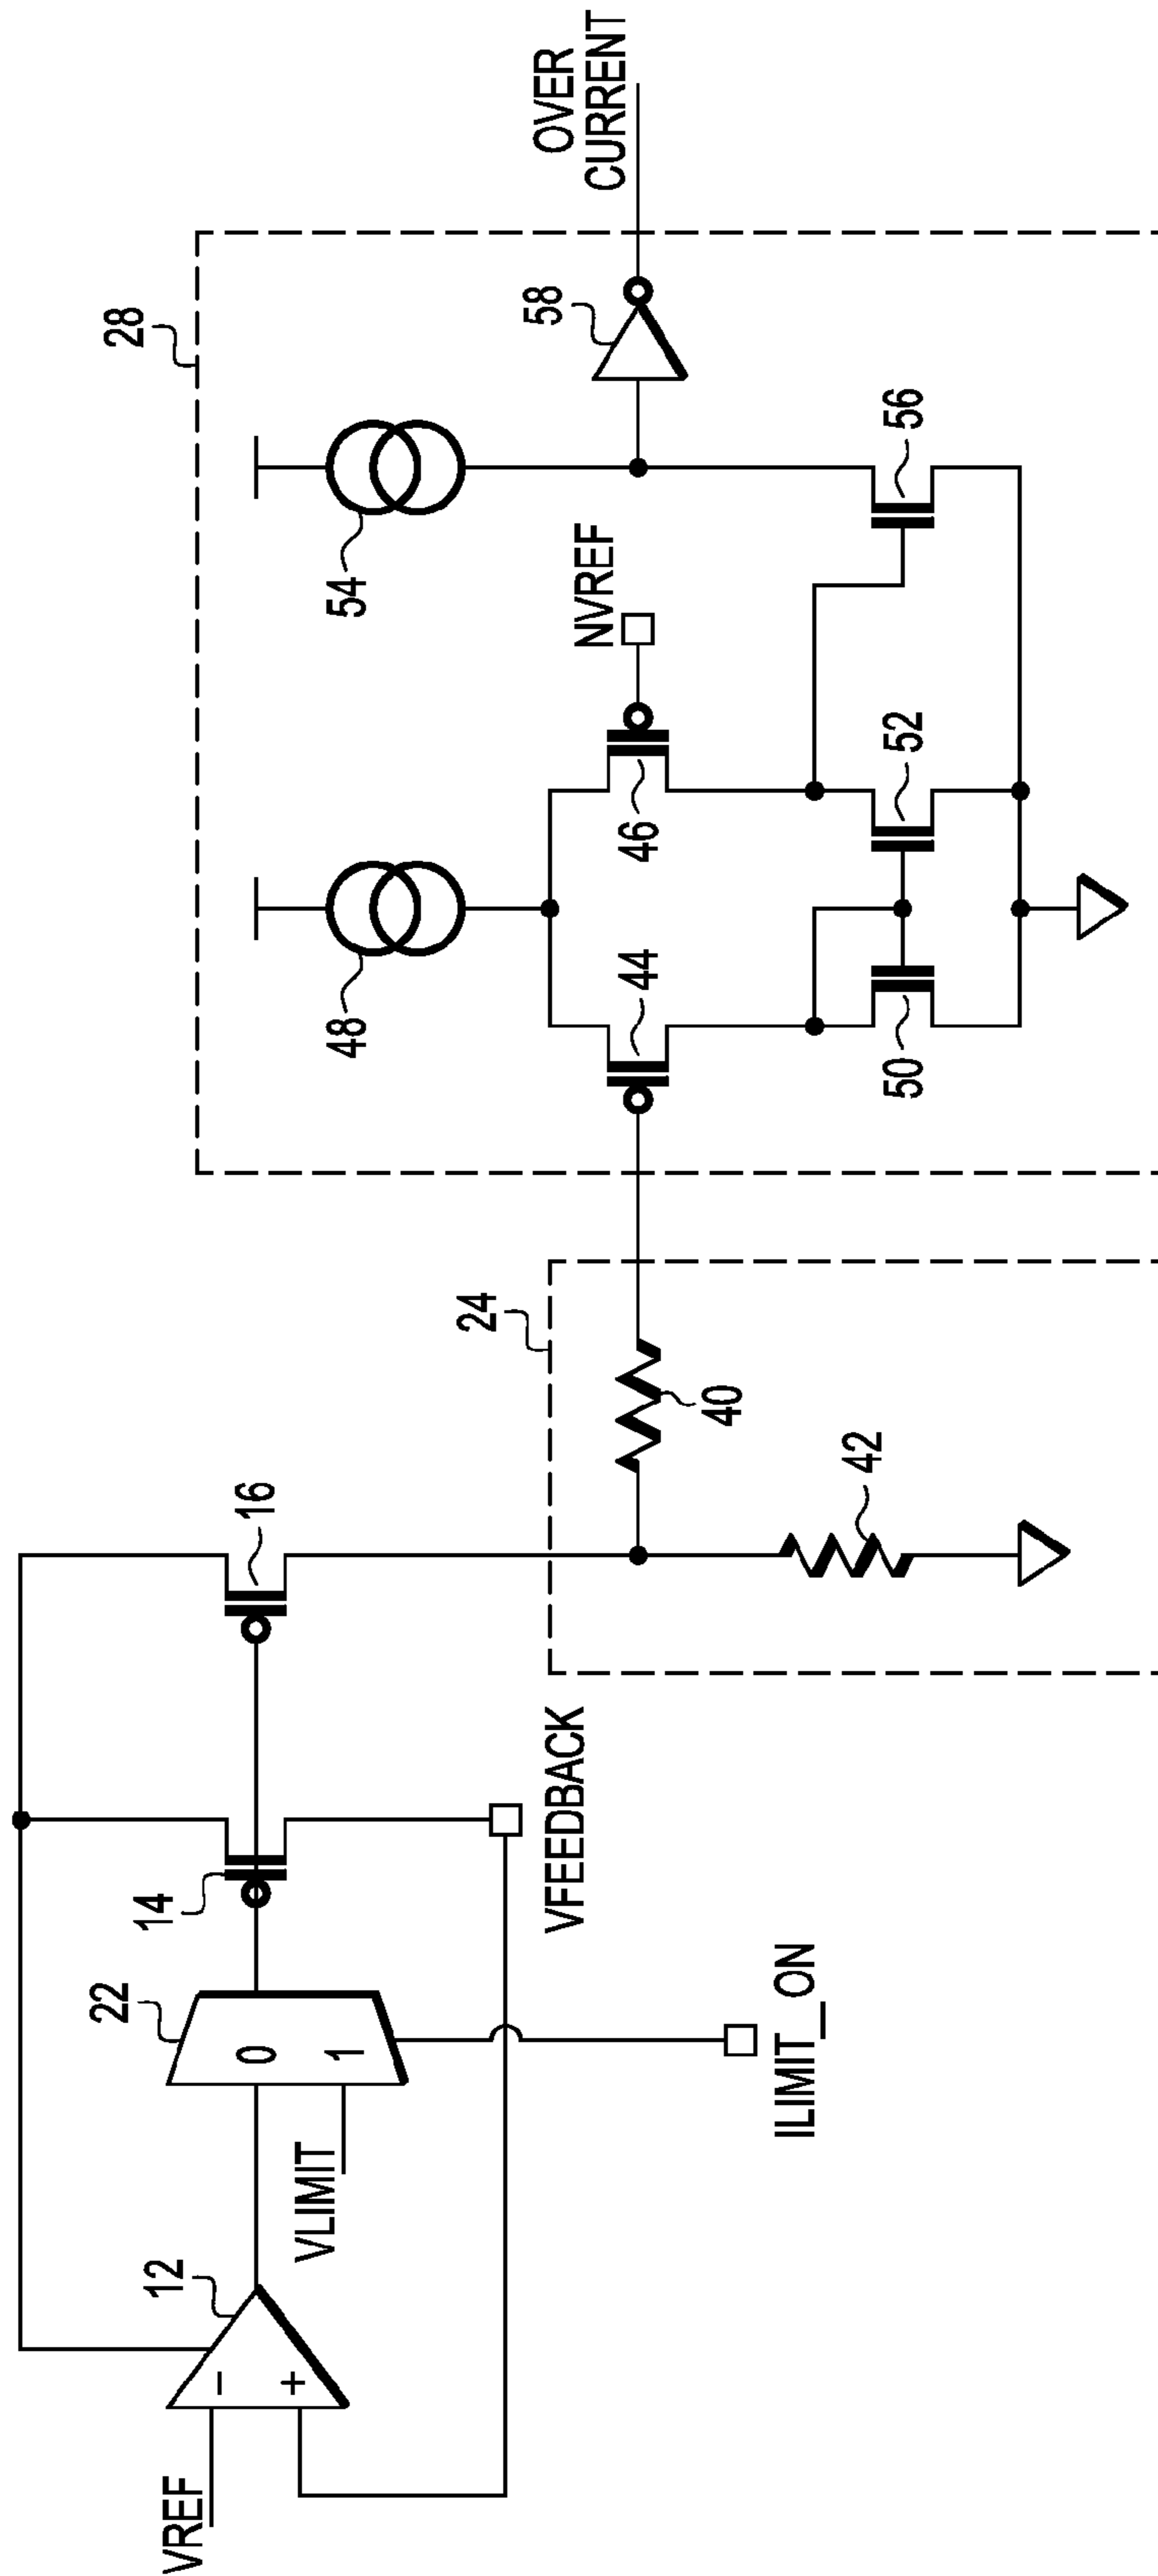 VREF
12
-
+
VLIMIT
22
0
1
ILIMIT_ON
14
VFEEDBACK
16
24
40
42
28
48
44
46
NVREF
50
52
54
56
58
OVER
CURRENT